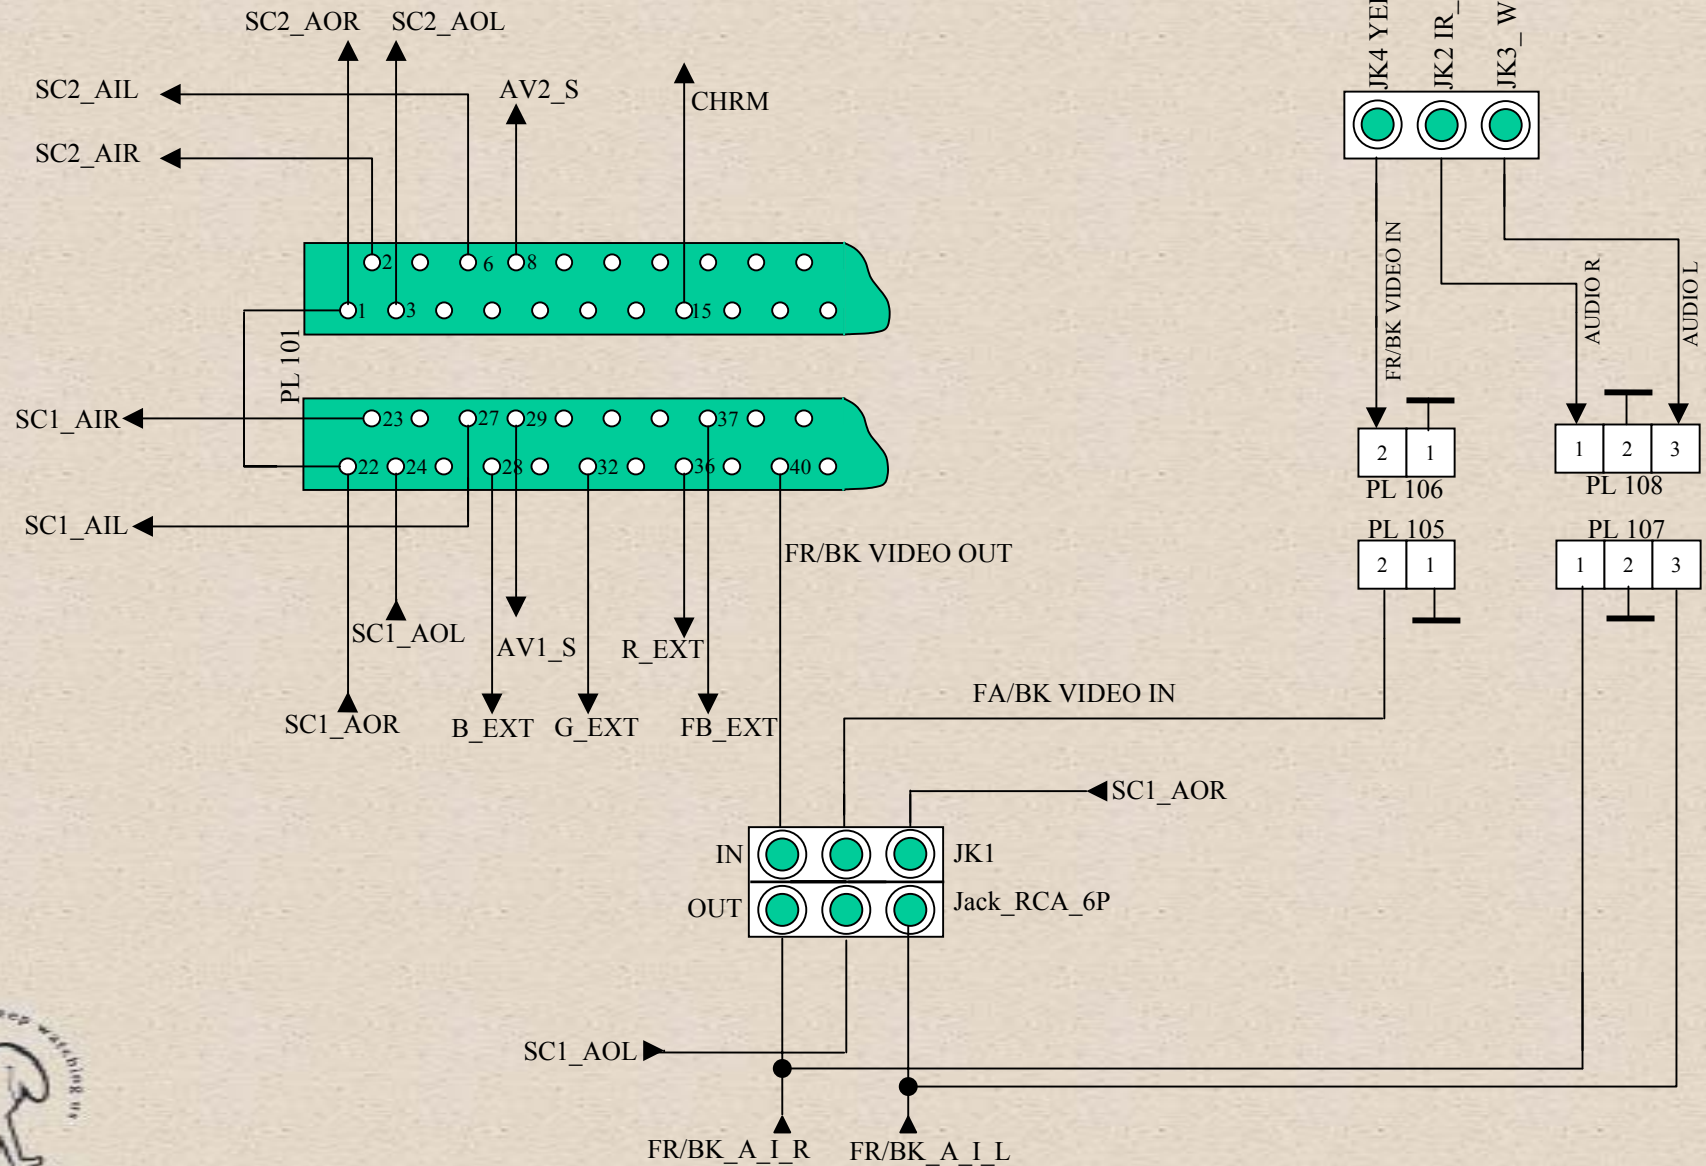 SC2_AOR
SC2_AOL
SC2_AIL
AV2_S
CHRM
SC2_AIR
JK4
JK2 IR_
JK3_
2
6
8
1
3
15
PL 101
SC1_AIR
23
27
29
37
22
24
28
32
36
40
SC1_AIL
FR/BK VIDEO OUT
SC1_AOL
AV1_S
R_EXT
SC1_AOR
B_EXT
G_EXT
FB_EXT
FR/BK VIDEO IN
AUDIO R
AUDIO L
2
1
1
2
3
PL 106
PL 108
PL 105
PL 107
2
1
1
2
3
FA/BK VIDEO IN
SC1_AOR
IN
JK1
OUT
Jack_RCA_6P
SC1_AOL
FR/BK_A_I_R
FR/BK_A_I_L
watching us